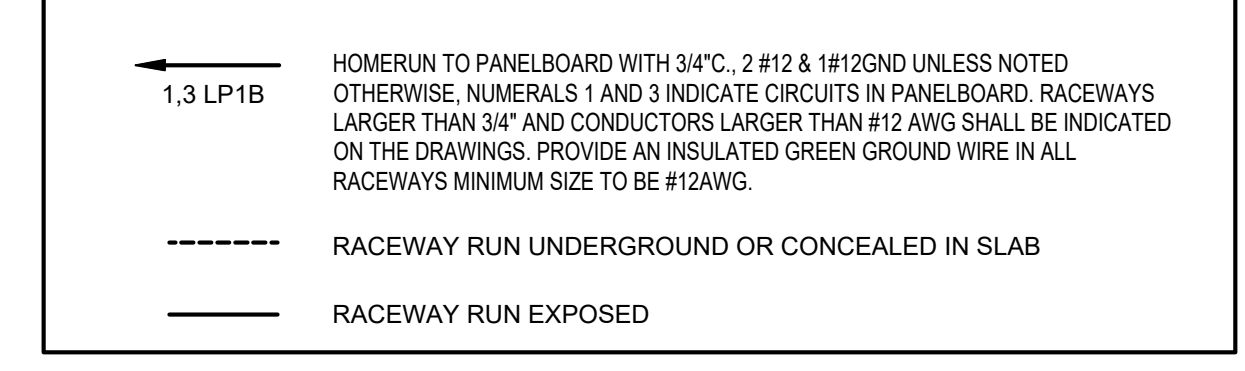 HOMERUN TO PANELBOARD WITH 3/4"C., 2 #12 & 1#12GND UNLESS NOTED
1,3 LP1B
OTHERWISE, NUMERALS 1 AND 3 INDICATE CIRCUITS IN PANELBOARD. RACEWAYS
LARGER THAN 3/4" AND CONDUCTORS LARGER THAN #12 AWG SHALL BE INDICATED
ON THE DRAWINGS. PROVIDE AN INSULATED GREEN GROUND WIRE IN ALL
RACEWAYS MINIMUM SIZE TO BE #12AWG.
RACEWAY RUN UNDERGROUND OR CONCEALED IN SLAB
RACEWAY RUN EXPOSED